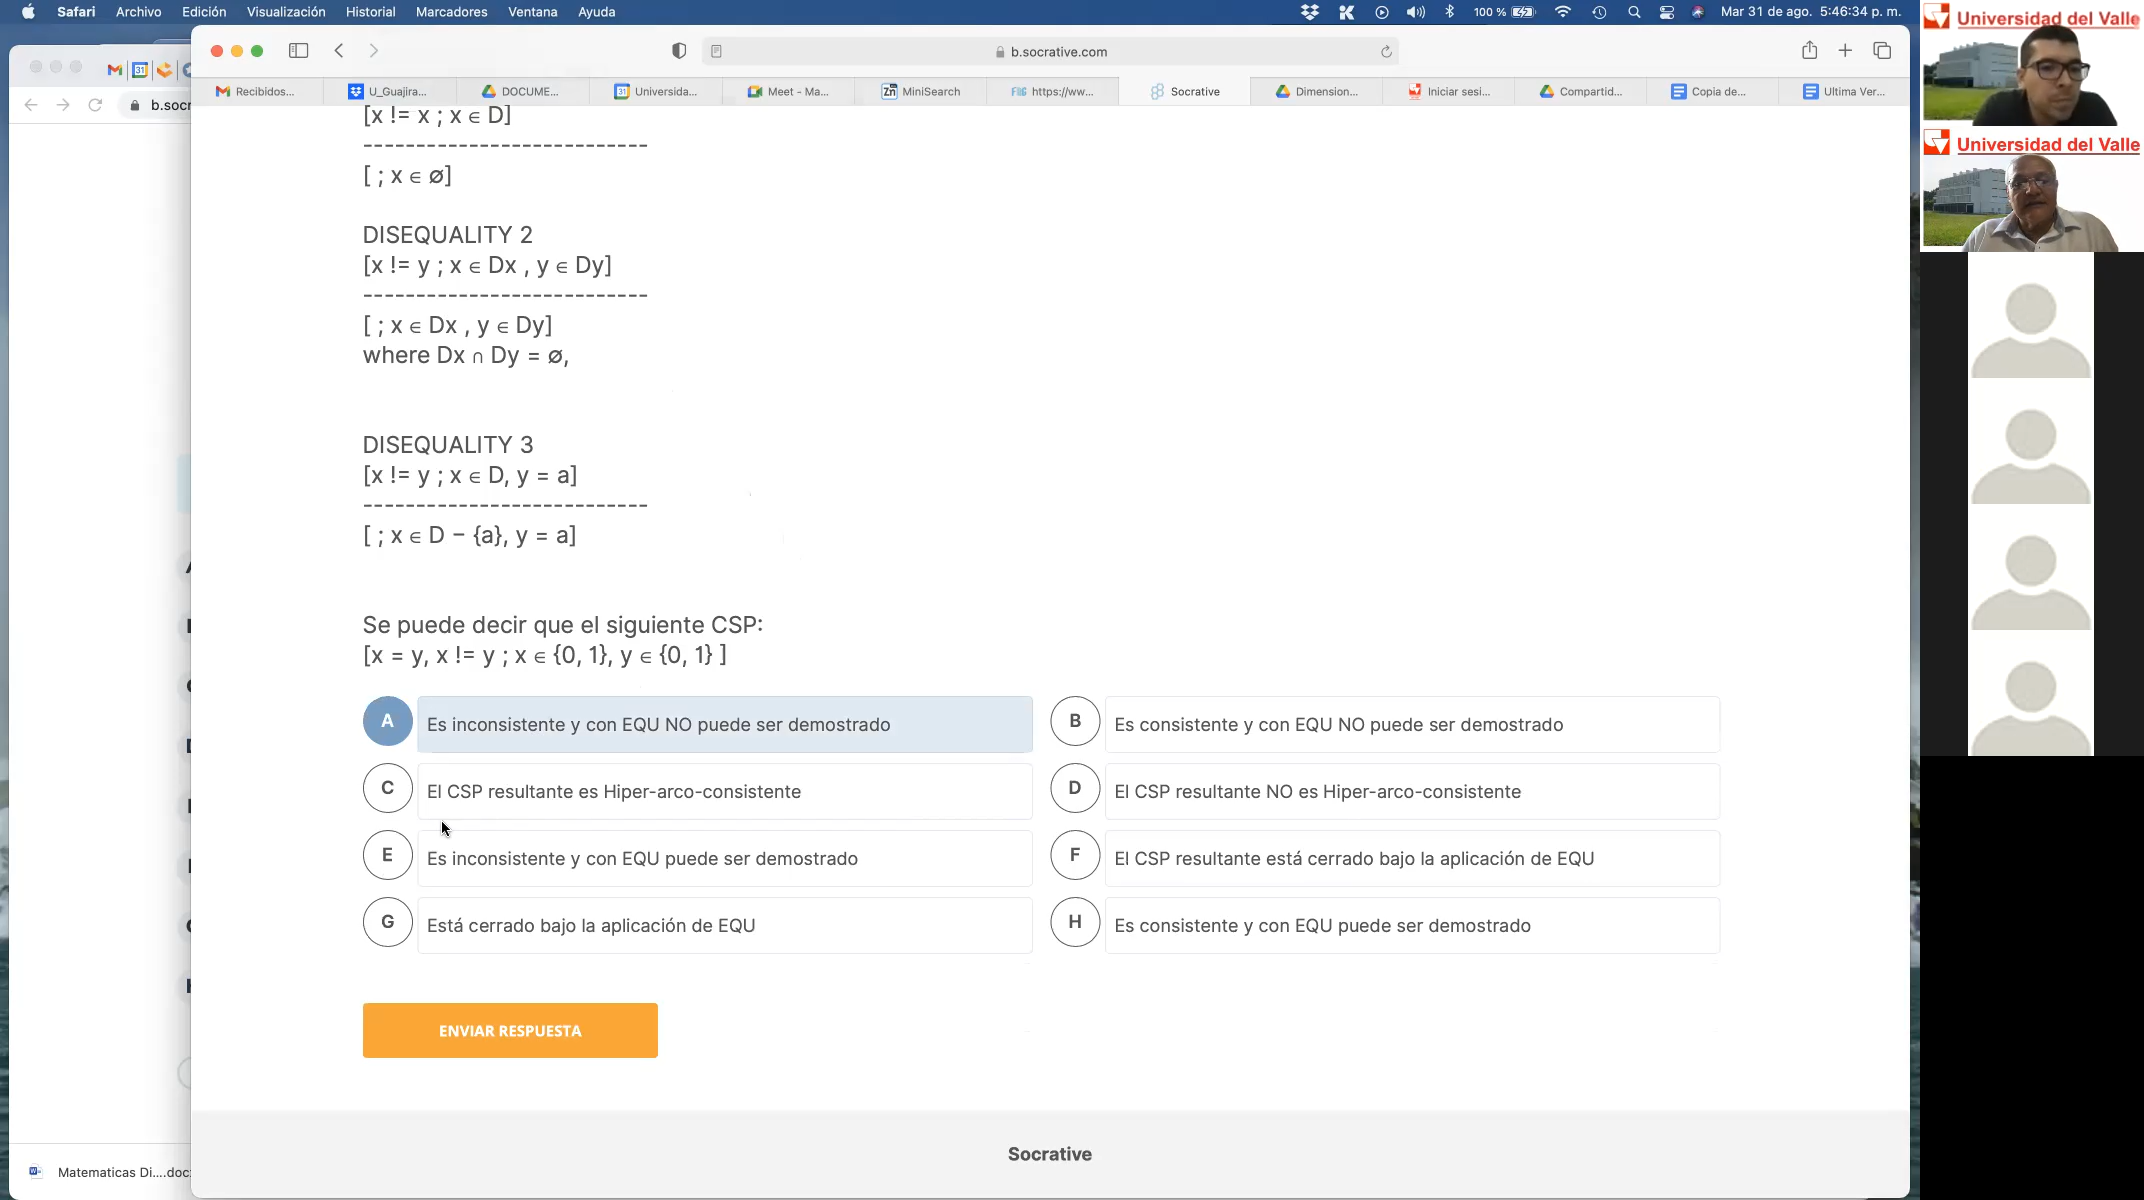 Safari Archivo Edición Visualización Historial Marcadores Ventana Ayuda
100 % Mar 31 de ago. 5:46:34 p. m.
b.socrative.com
Recibidos... U_Guajira... DOCUME... Universida... Meet - Ma... MiniSearch https://ww... Socrative Dimension... Iniciar sesi... Compartid... Copia de... Ultima Ver...
b.socr
[x != x ; x ∈ D]
---------------------------
[ ; x ∈ ∅]
DISEQUALITY 2
[x != y ; x ∈ Dx , y ∈ Dy]
---------------------------
[ ; x ∈ Dx , y ∈ Dy]
where Dx ∩ Dy = ∅,
DISEQUALITY 3
[x != y ; x ∈ D, y = a]
---------------------------
[ ; x ∈ D − {a}, y = a]
Se puede decir que el siguiente CSP:
[x = y, x != y ; x ∈ {0, 1}, y ∈ {0, 1} ]
A Es inconsistente y con EQU NO puede ser demostrado
B Es consistente y con EQU NO puede ser demostrado
C El CSP resultante es Hiper-arco-consistente
D El CSP resultante NO es Hiper-arco-consistente
E Es inconsistente y con EQU puede ser demostrado
F El CSP resultante está cerrado bajo la aplicación de EQU
G Está cerrado bajo la aplicación de EQU
H Es consistente y con EQU puede ser demostrado
ENVIAR RESPUESTA
Socrative
Matematicas Di....doc
Universidad del Valle
Universidad del Valle